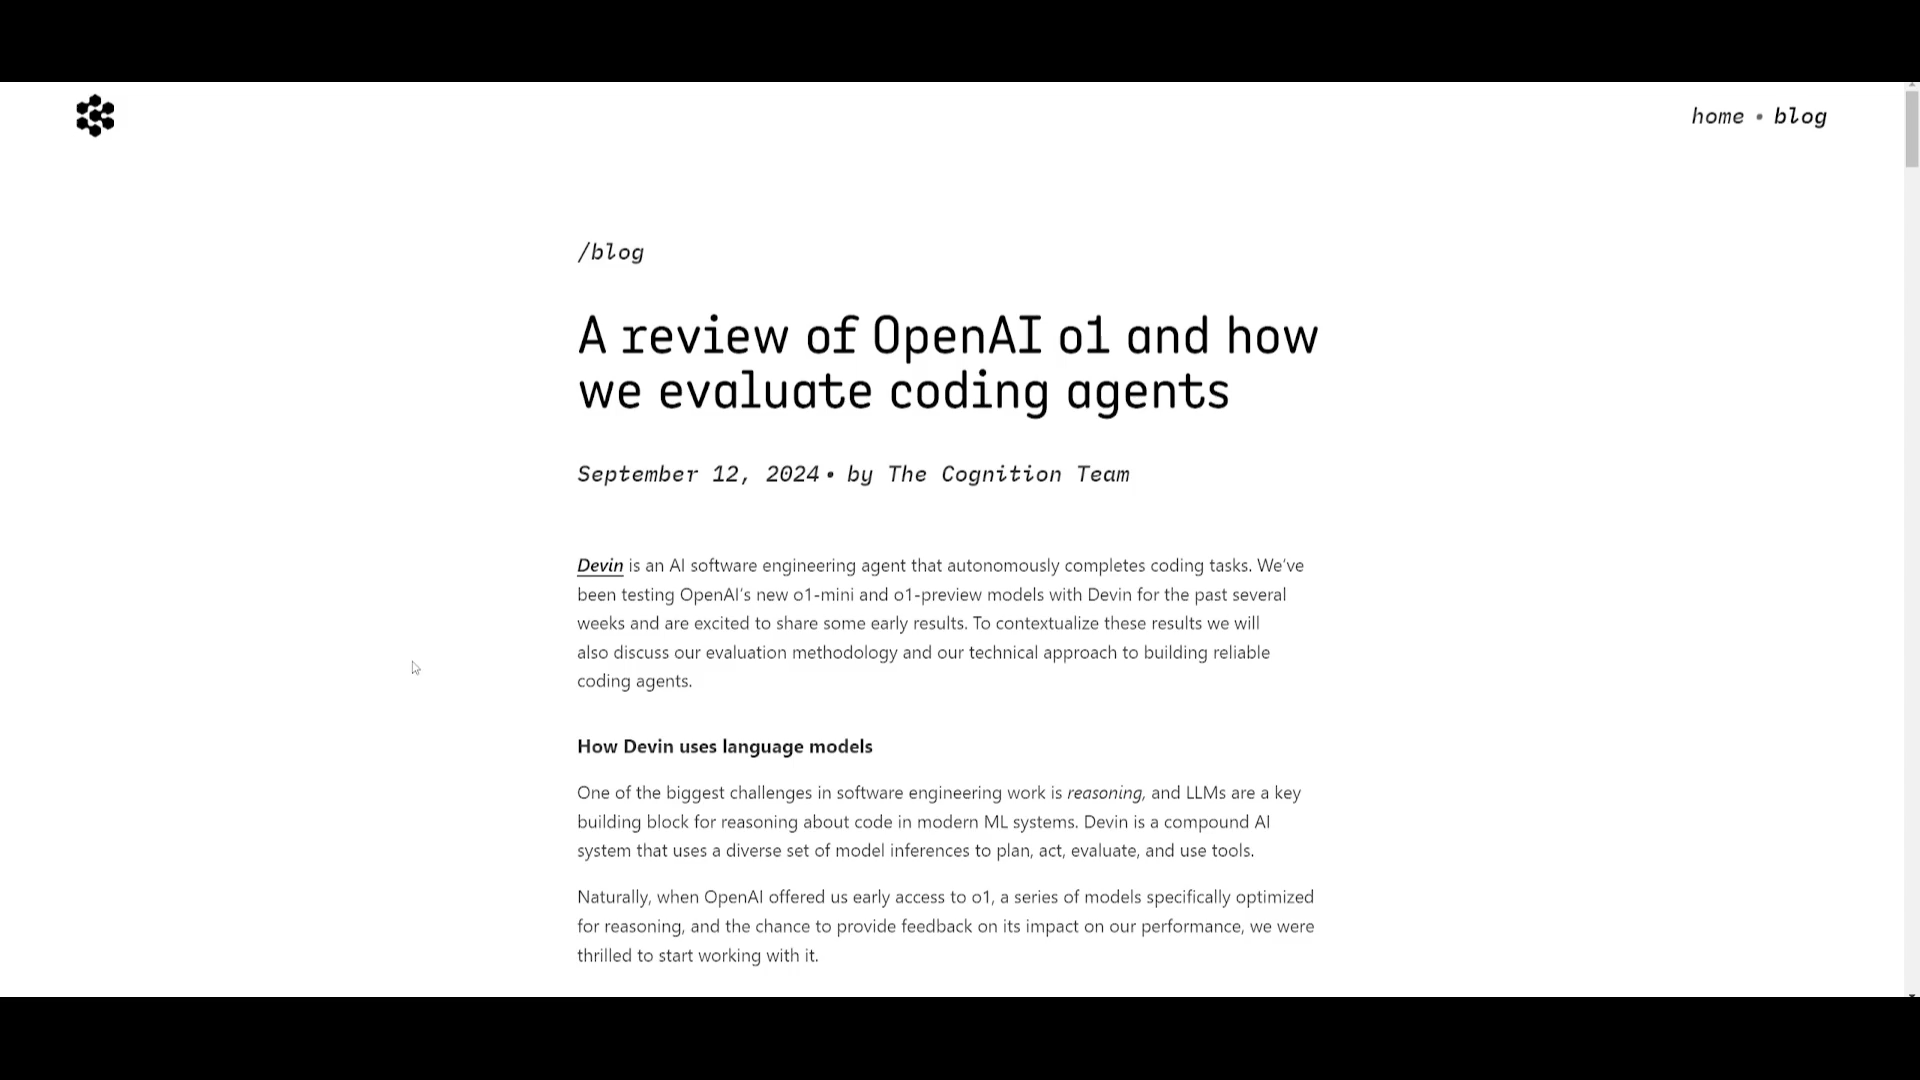 home • blog
/blog
A review of OpenAI o1 and how
we evaluate coding agents
September 12, 2024 • by The Cognition Team
Devin is an AI software engineering agent that autonomously completes coding tasks. We’ve
been testing OpenAI’s new o1-mini and o1-preview models with Devin for the past several
weeks and are excited to share some early results. To contextualize these results we will
also discuss our evaluation methodology and our technical approach to building reliable
coding agents.
How Devin uses language models
One of the biggest challenges in software engineering work is reasoning, and LLMs are a key
building block for reasoning about code in modern ML systems. Devin is a compound AI
system that uses a diverse set of model inferences to plan, act, evaluate, and use tools.
Naturally, when OpenAI offered us early access to o1, a series of models specifically optimized
for reasoning, and the chance to provide feedback on its impact on our performance, we were
thrilled to start working with it.